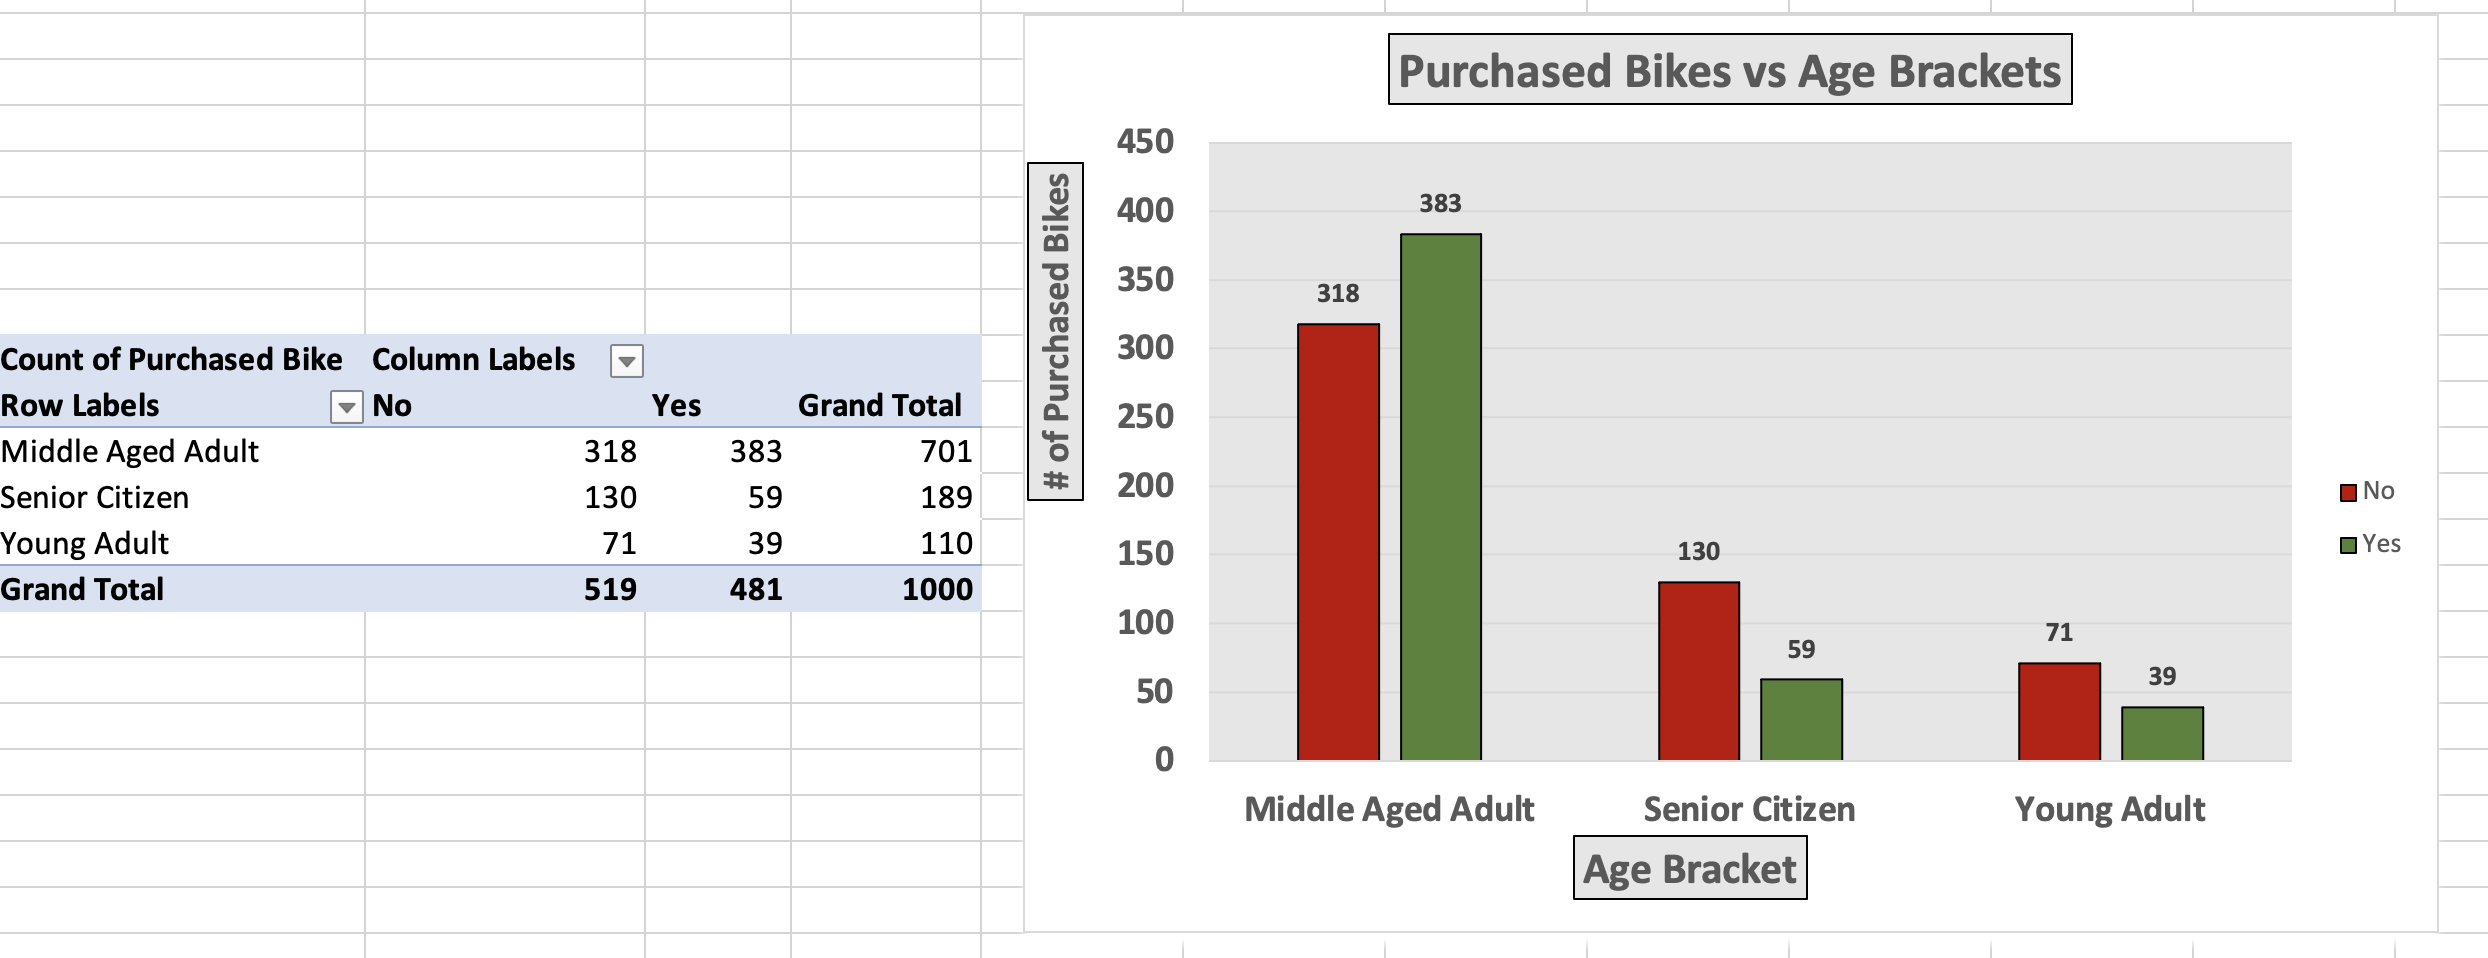 Count of Purchased Bike Column Labels
Row Labels No Yes Grand Total
Middle Aged Adult 318 383 701
Senior Citizen 130 59 189
Young Adult 71 39 110
Grand Total 519 481 1000
Purchased Bikes vs Age Brackets
# of Purchased Bikes
450
400
350
300
250
200
150
100
50
0
318
383
130
59
71
39
Middle Aged Adult Senior Citizen Young Adult
Age Bracket
No
Yes